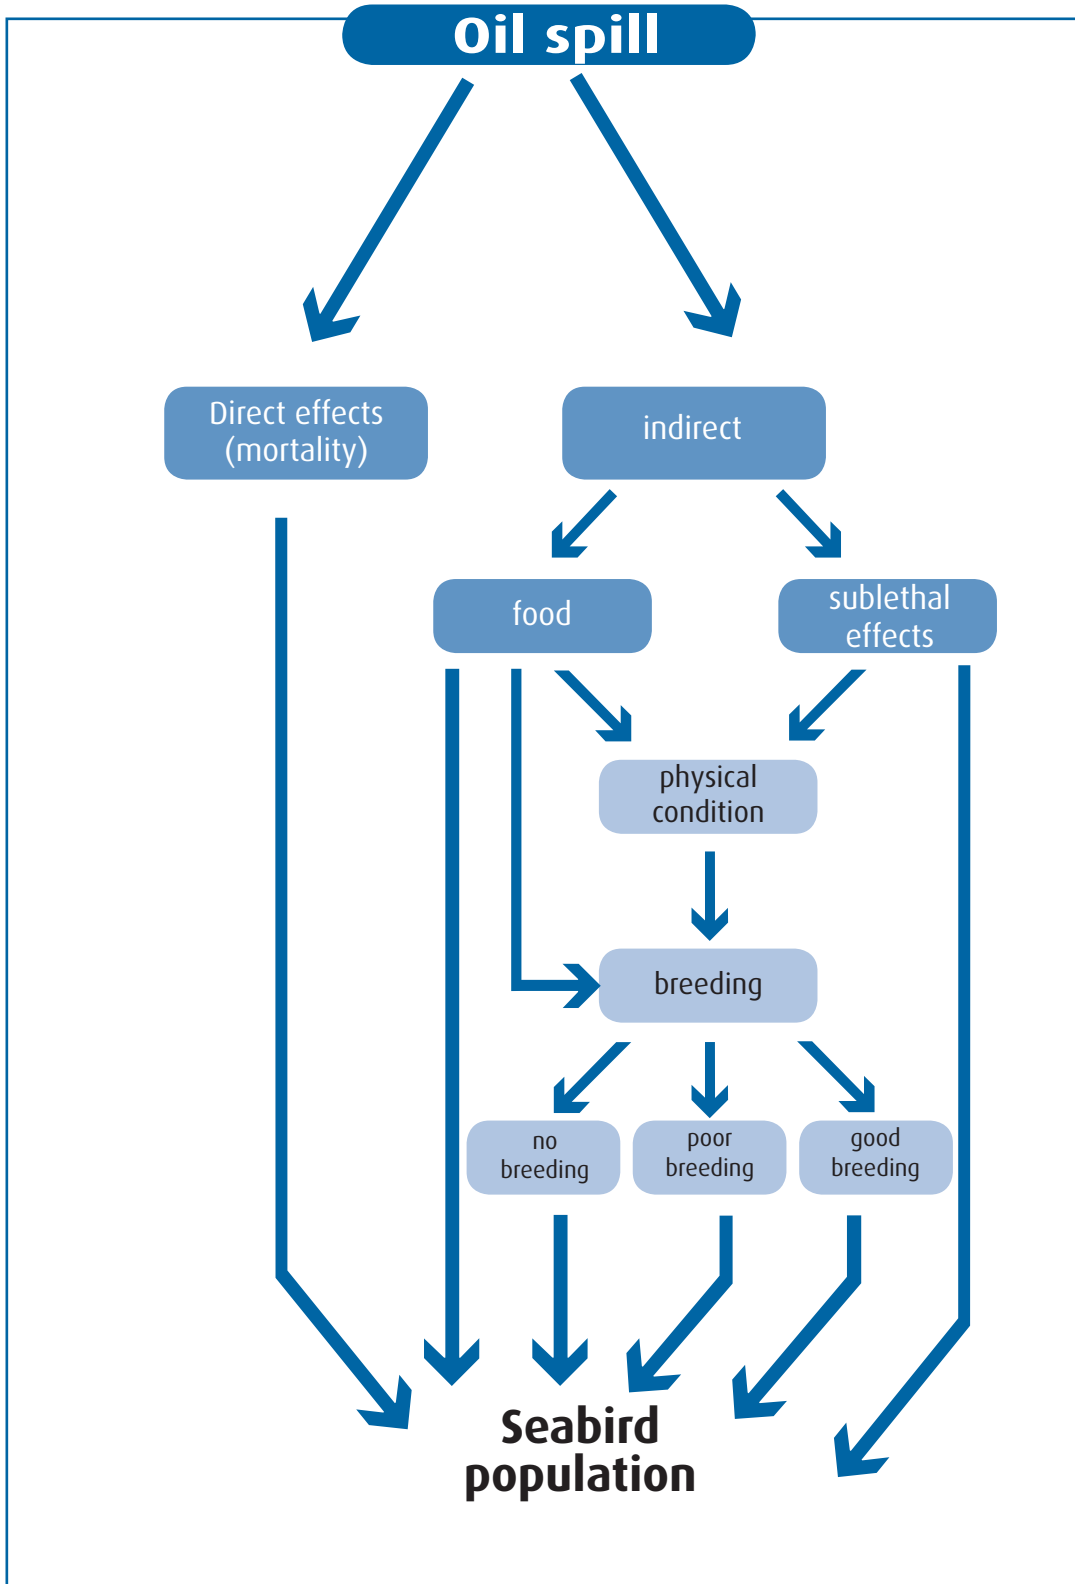 Oil spill
Direct effects
(mortality)
indirect
food
sublethal
effects
physical
condition
breeding
no
breeding
poor
breeding
good
breeding
Seabird
population